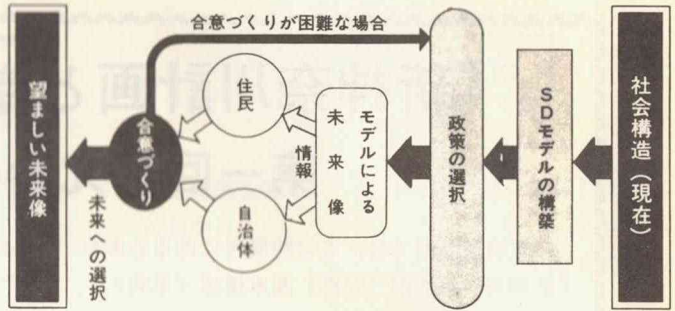 社会構造（現在）
SDモデルの構築
政策の選択
モデルによる
未来像
情報
住民
自治体
合意づくり
合意づくりが困難な場合
未来の選択
望ましい未来像